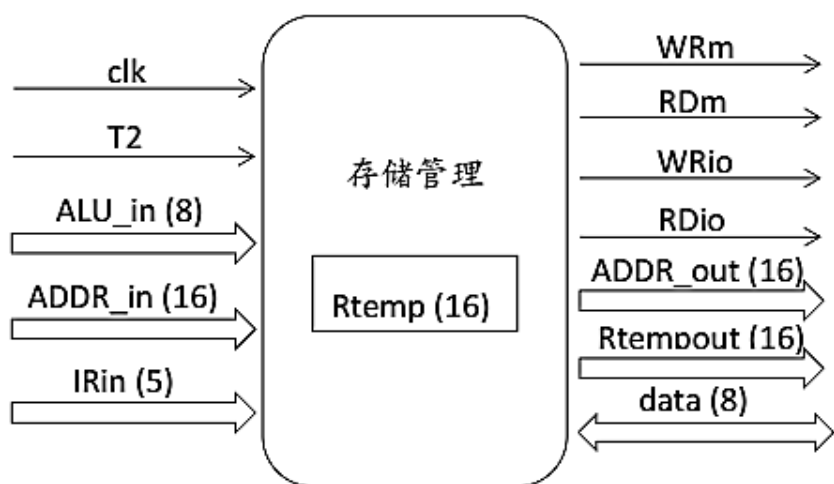 clk
T2
ALU_in (8)
ADDR_in (16)
IRin (5)
存储管理
Rtemp (16)
WRm
RDm
WRio
RDio
ADDR_out (16)
Rtempout (16)
data (8)